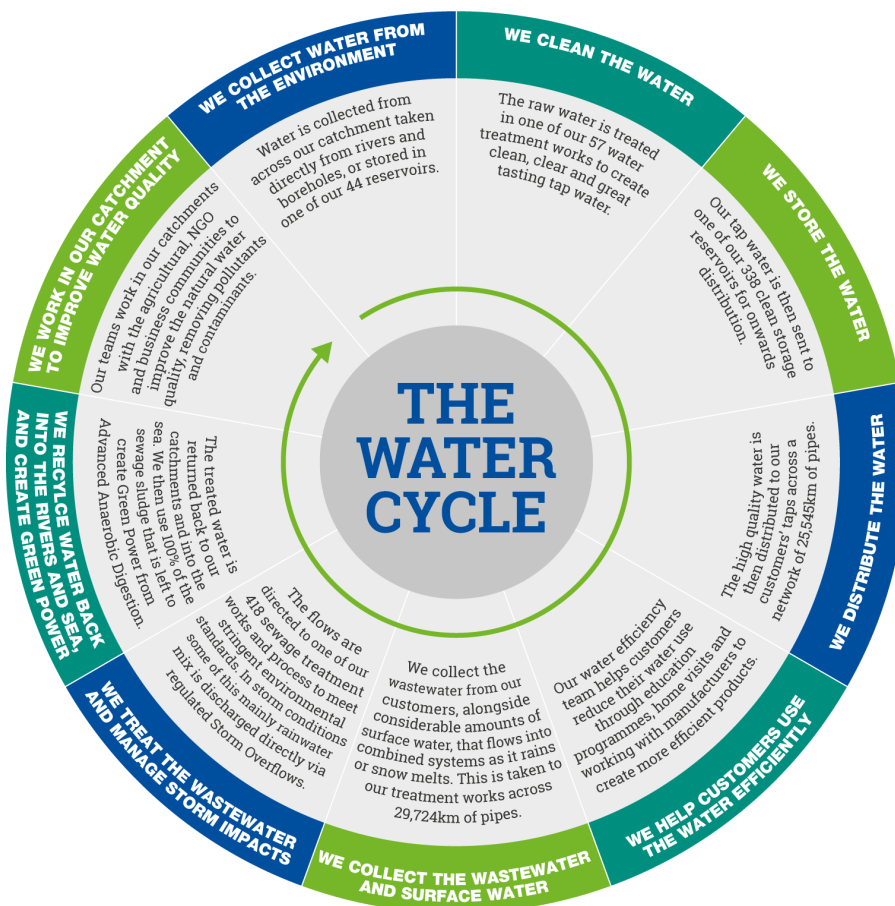 THE
WATER
CYCLE
WE COLLECT WATER FROM
THE ENVIRONMENT
Water is collected from
across our catchment taken
directly from rivers and
boreholes, or stored in
one of our 44 reservoirs.
WE CLEAN THE WATER
The raw water is treated
in one of our 57 water
treatment works to create
clean, clear and great
tasting tap water.
WE STORE THE WATER
Our tap water is then sent to
one of our 338 clean storage
reservoirs for onwards
distribution.
WE DISTRIBUTE THE WATER
The high quality water is
then distributed to our
customers' taps across a
network of 25,545km of pipes.
WE HELP CUSTOMERS USE
THE WATER EFFICIENTLY
Our water efficiency
team helps customers
reduce their water use
through education
programmes, home visits and
working with manufacturers to
create more efficient products.
WE COLLECT THE WASTEWATER
AND SURFACE WATER
We collect the
wastewater from our
customers, alongside
considerable amounts of
surface water, that flows into
combined systems as it rains
or snow melts. This is taken to
our treatment works across
29,724km of pipes.
WE TREAT THE WASTEWATER
AND MANAGE STORM IMPACTS
The flows are
directed to one of our
418 sewage treatment
works and process to meet
stringent environmental
standards. In storm conditions
some of this mainly rainwater
mix is discharged directly via
regulated Storm Overflows.
WE RECYLCE WATER BACK
INTO THE RIVERS AND SEA,
AND CREATE GREEN POWER
The treated water is
returned back to our
catchments and into the
sea. We then use 100% of the
sewage sludge that is left to
create Green Power from
Advanced Anaerobic Digestion.
WE WORK IN OUR CATCHMENT
TO IMPROVE WATER QUALITY
Our teams work in our catchments
with the agricultural, NGO
and business communities to
improve the natural water
quality, removing pollutants
and contaminants.